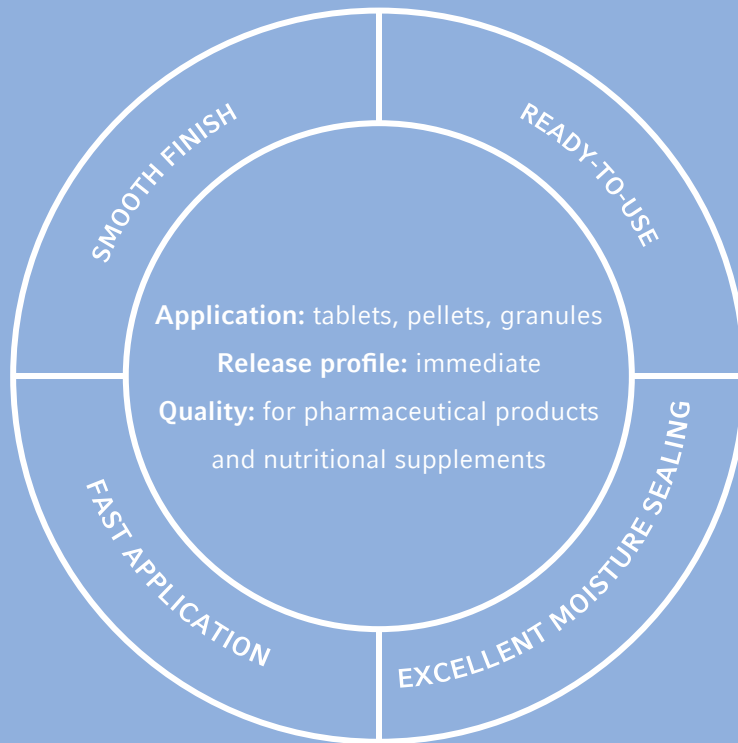 SMOOTH FINISH
READY-TO-USE
Application: tablets, pellets, granules
Release profile: immediate
Quality: for pharmaceutical products
and nutritional supplements
FAST APPLICATION
EXCELLENT MOISTURE SEALING